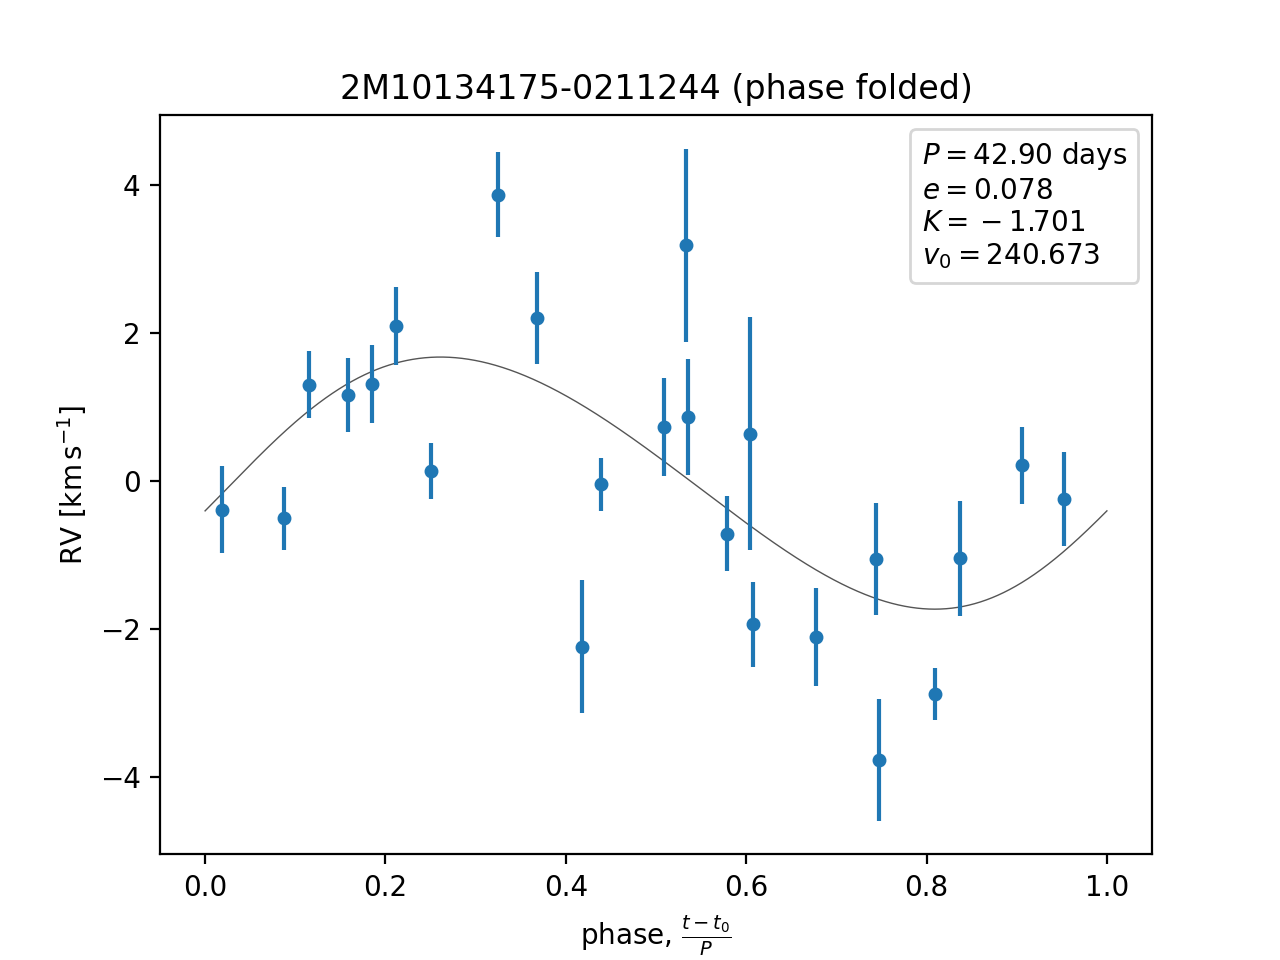 2M10134175-0211244 (phase folded)
P = 42.90 days
e = 0.078
K = −1.701
v₀ = 240.673
RV [km s⁻¹]
4
2
0
−2
−4
0.0 0.2 0.4 0.6 0.8 1.0
phase, (t − t₀)/P